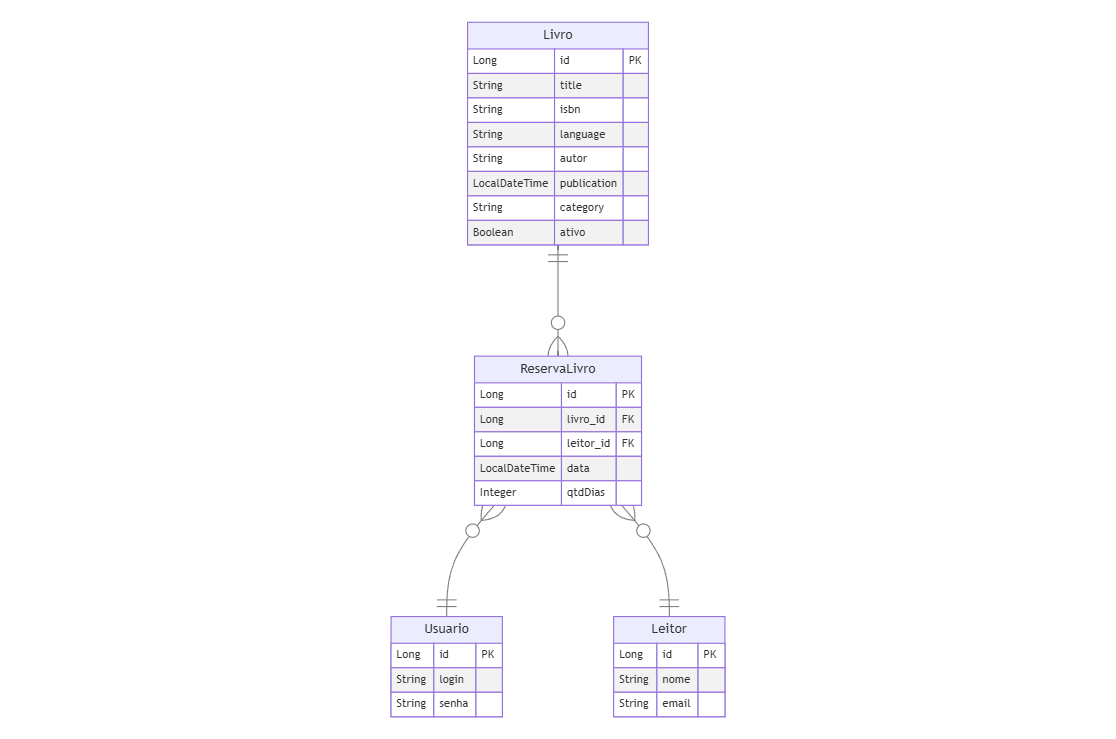 Livro
Long id PK
String title
String isbn
String language
String autor
LocalDateTime publication
String category
Boolean ativo
ReservaLivro
Long id PK
Long livro_id FK
Long leitor_id FK
LocalDateTime data
Integer qtdDias
Usuario
Long id PK
String login
String senha
Leitor
Long id PK
String nome
String email